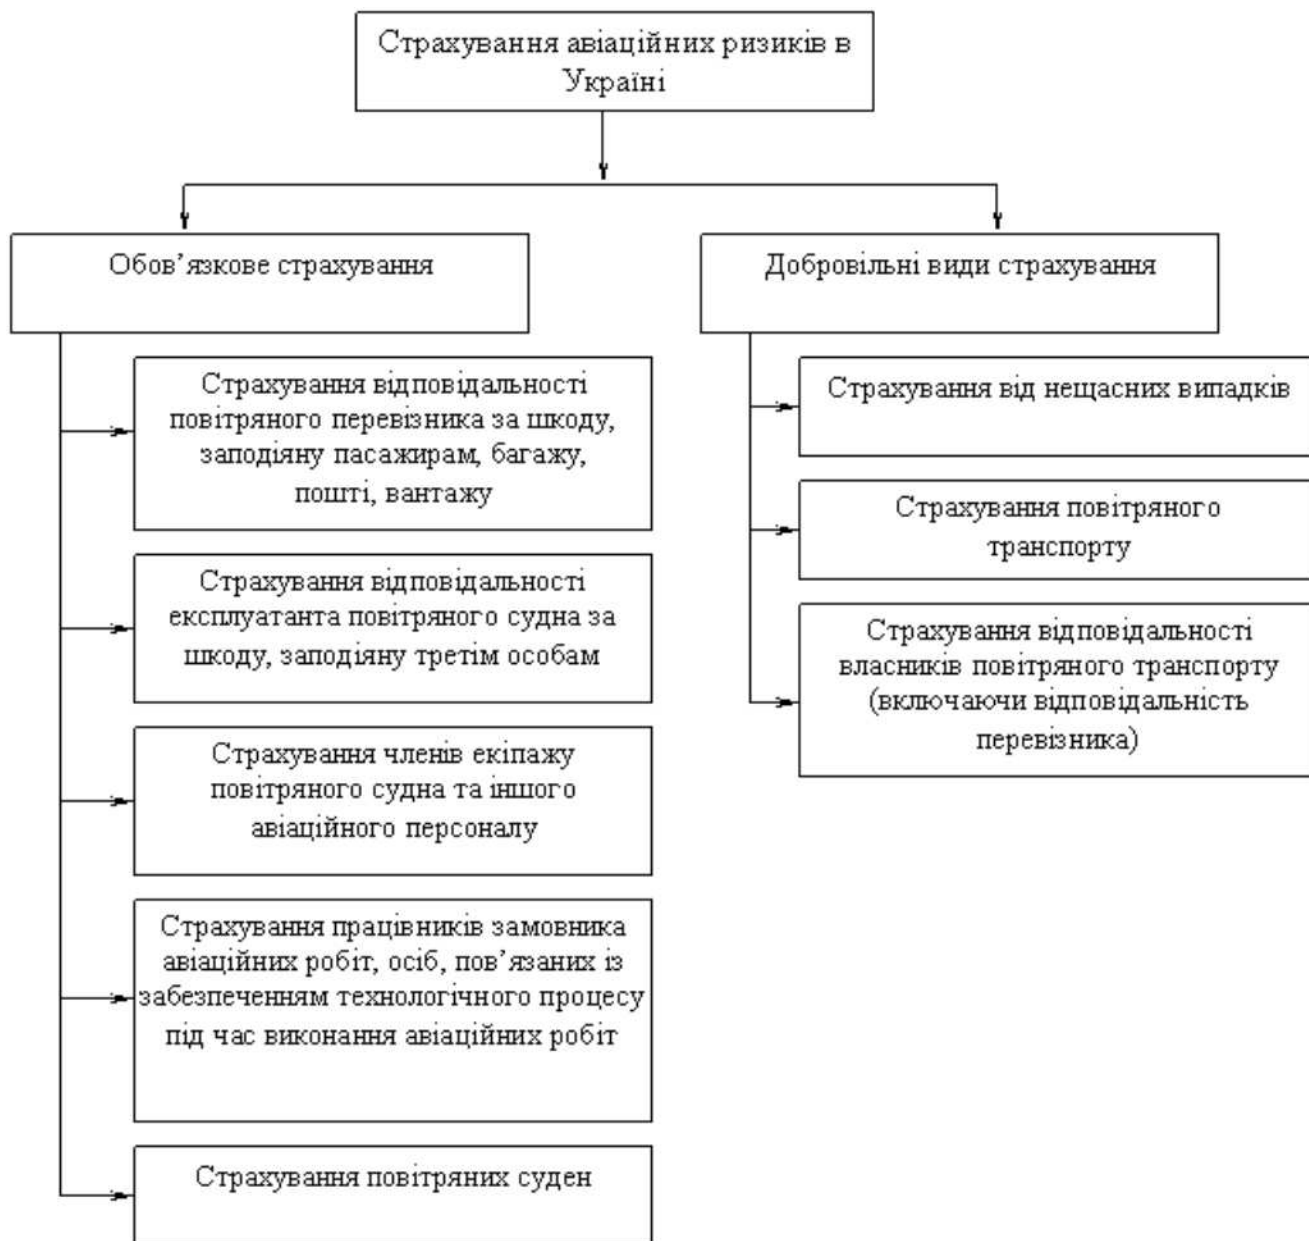 Страхування авіаційних ризиків в
Україні
Обов’язкове страхування
Страхування відповідальності
повітряного перевізника за шкоду,
заподіяну пасажирам, багажу,
пошті, вантажу
Страхування відповідальності
експлуатанта повітряного судна за
шкоду, заподіяну третім особам
Страхування членів екіпажу
повітряного судна та іншого
авіаційного персоналу
Страхування працівників замовника
авіаційних робіт, осіб, пов’язаних із
забезпеченням технологічного процесу
під час виконання авіаційних робіт
Страхування повітряних суден
Добровільні види страхування
Страхування від нещасних випадків
Страхування повітряного
транспорту
Страхування відповідальності
власників повітряного транспорту
(включаючи відповідальність
перевізника)